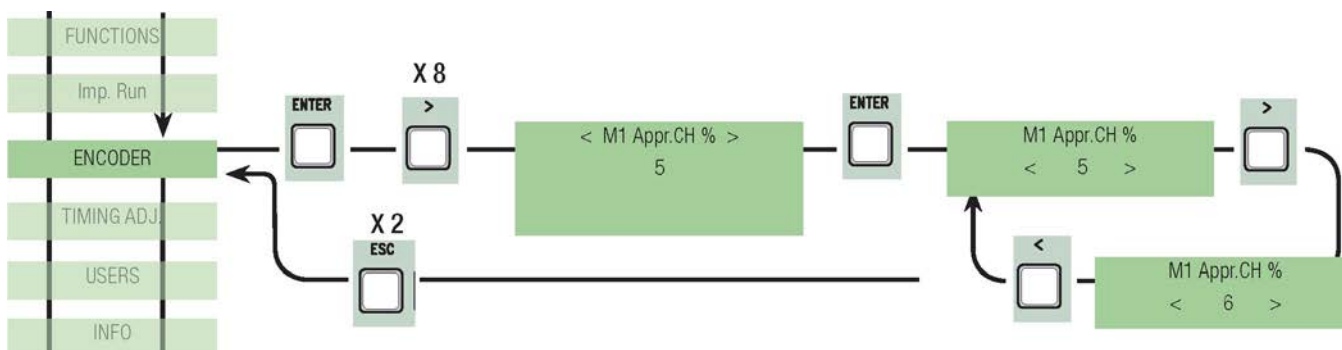 FUNCTIONS
Imp. Run
ENCODER
TIMING ADJ.
USERS
INFO
ENTER
X 8
>
< M1 Appr.CH % >
5
ENTER
M1 Appr.CH %
< 5 >
>
X 2
ESC
<
M1 Appr.CH %
< 6 >